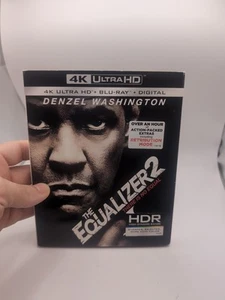 4K ULTRA HD
4K ULTRA HD + BLU-RAY + DIGITAL
DENZEL WASHINGTON
OVER AN HOUR
OF
ACTION-PACKED
EXTRAS
RETRIBUTION
MODE
THE
EQUALIZER 2
HDR